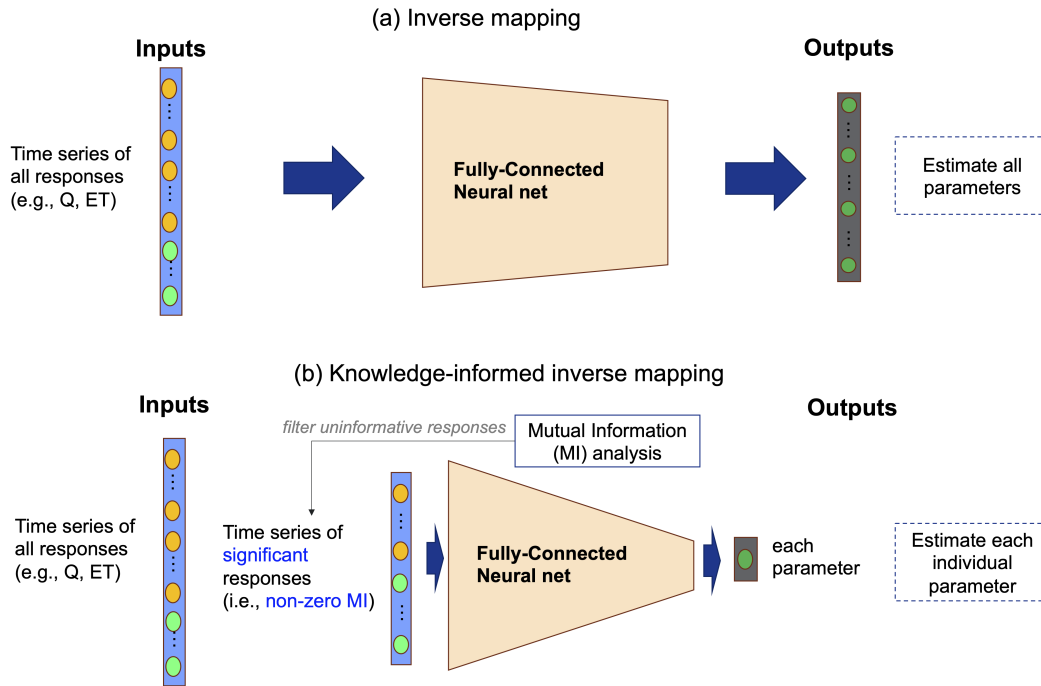 (a) Inverse mapping
Inputs
Outputs
Time series of
all responses
(e.g., Q, ET)
Fully-Connected
Neural net
Estimate all
parameters
(b) Knowledge-informed inverse mapping
Inputs
Outputs
filter uninformative responses
Mutual Information
(MI) analysis
Time series of
all responses
(e.g., Q, ET)
Time series of
significant
responses
(i.e., non-zero MI)
Fully-Connected
Neural net
each
parameter
Estimate each
individual
parameter